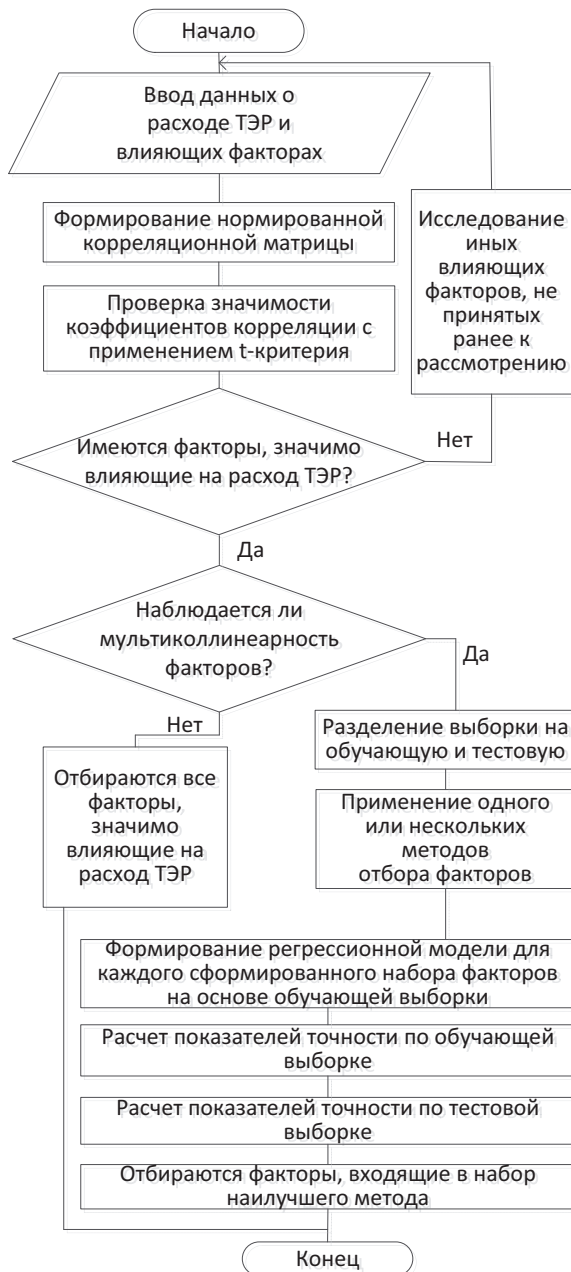 Начало
Ввод данных о
расходе ТЭР и
влияющих факторах
Формирование нормированной
корреляционной матрицы
Исследование
иных
влияющих
факторов, не
принятых
ранее к
рассмотрению
Проверка значимости
коэффициентов корреляции с
применением t-критерия
Имеются факторы, значимо
влияющие на расход ТЭР?
Нет
Да
Наблюдается ли
мультиколлинеарность
факторов?
Да
Нет
Разделение выборки на
обучающую и тестовую
Отбираются все
факторы,
значимо
влияющие на
расход ТЭР
Применение одного
или нескольких
методов
отбора факторов
Формирование регрессионной модели для
каждого сформированного набора факторов
на основе обучающей выборки
Расчет показателей точности по обучающей
выборке
Расчет показателей точности по тестовой
выборке
Отбираются факторы, входящие в набор
наилучшего метода
Конец